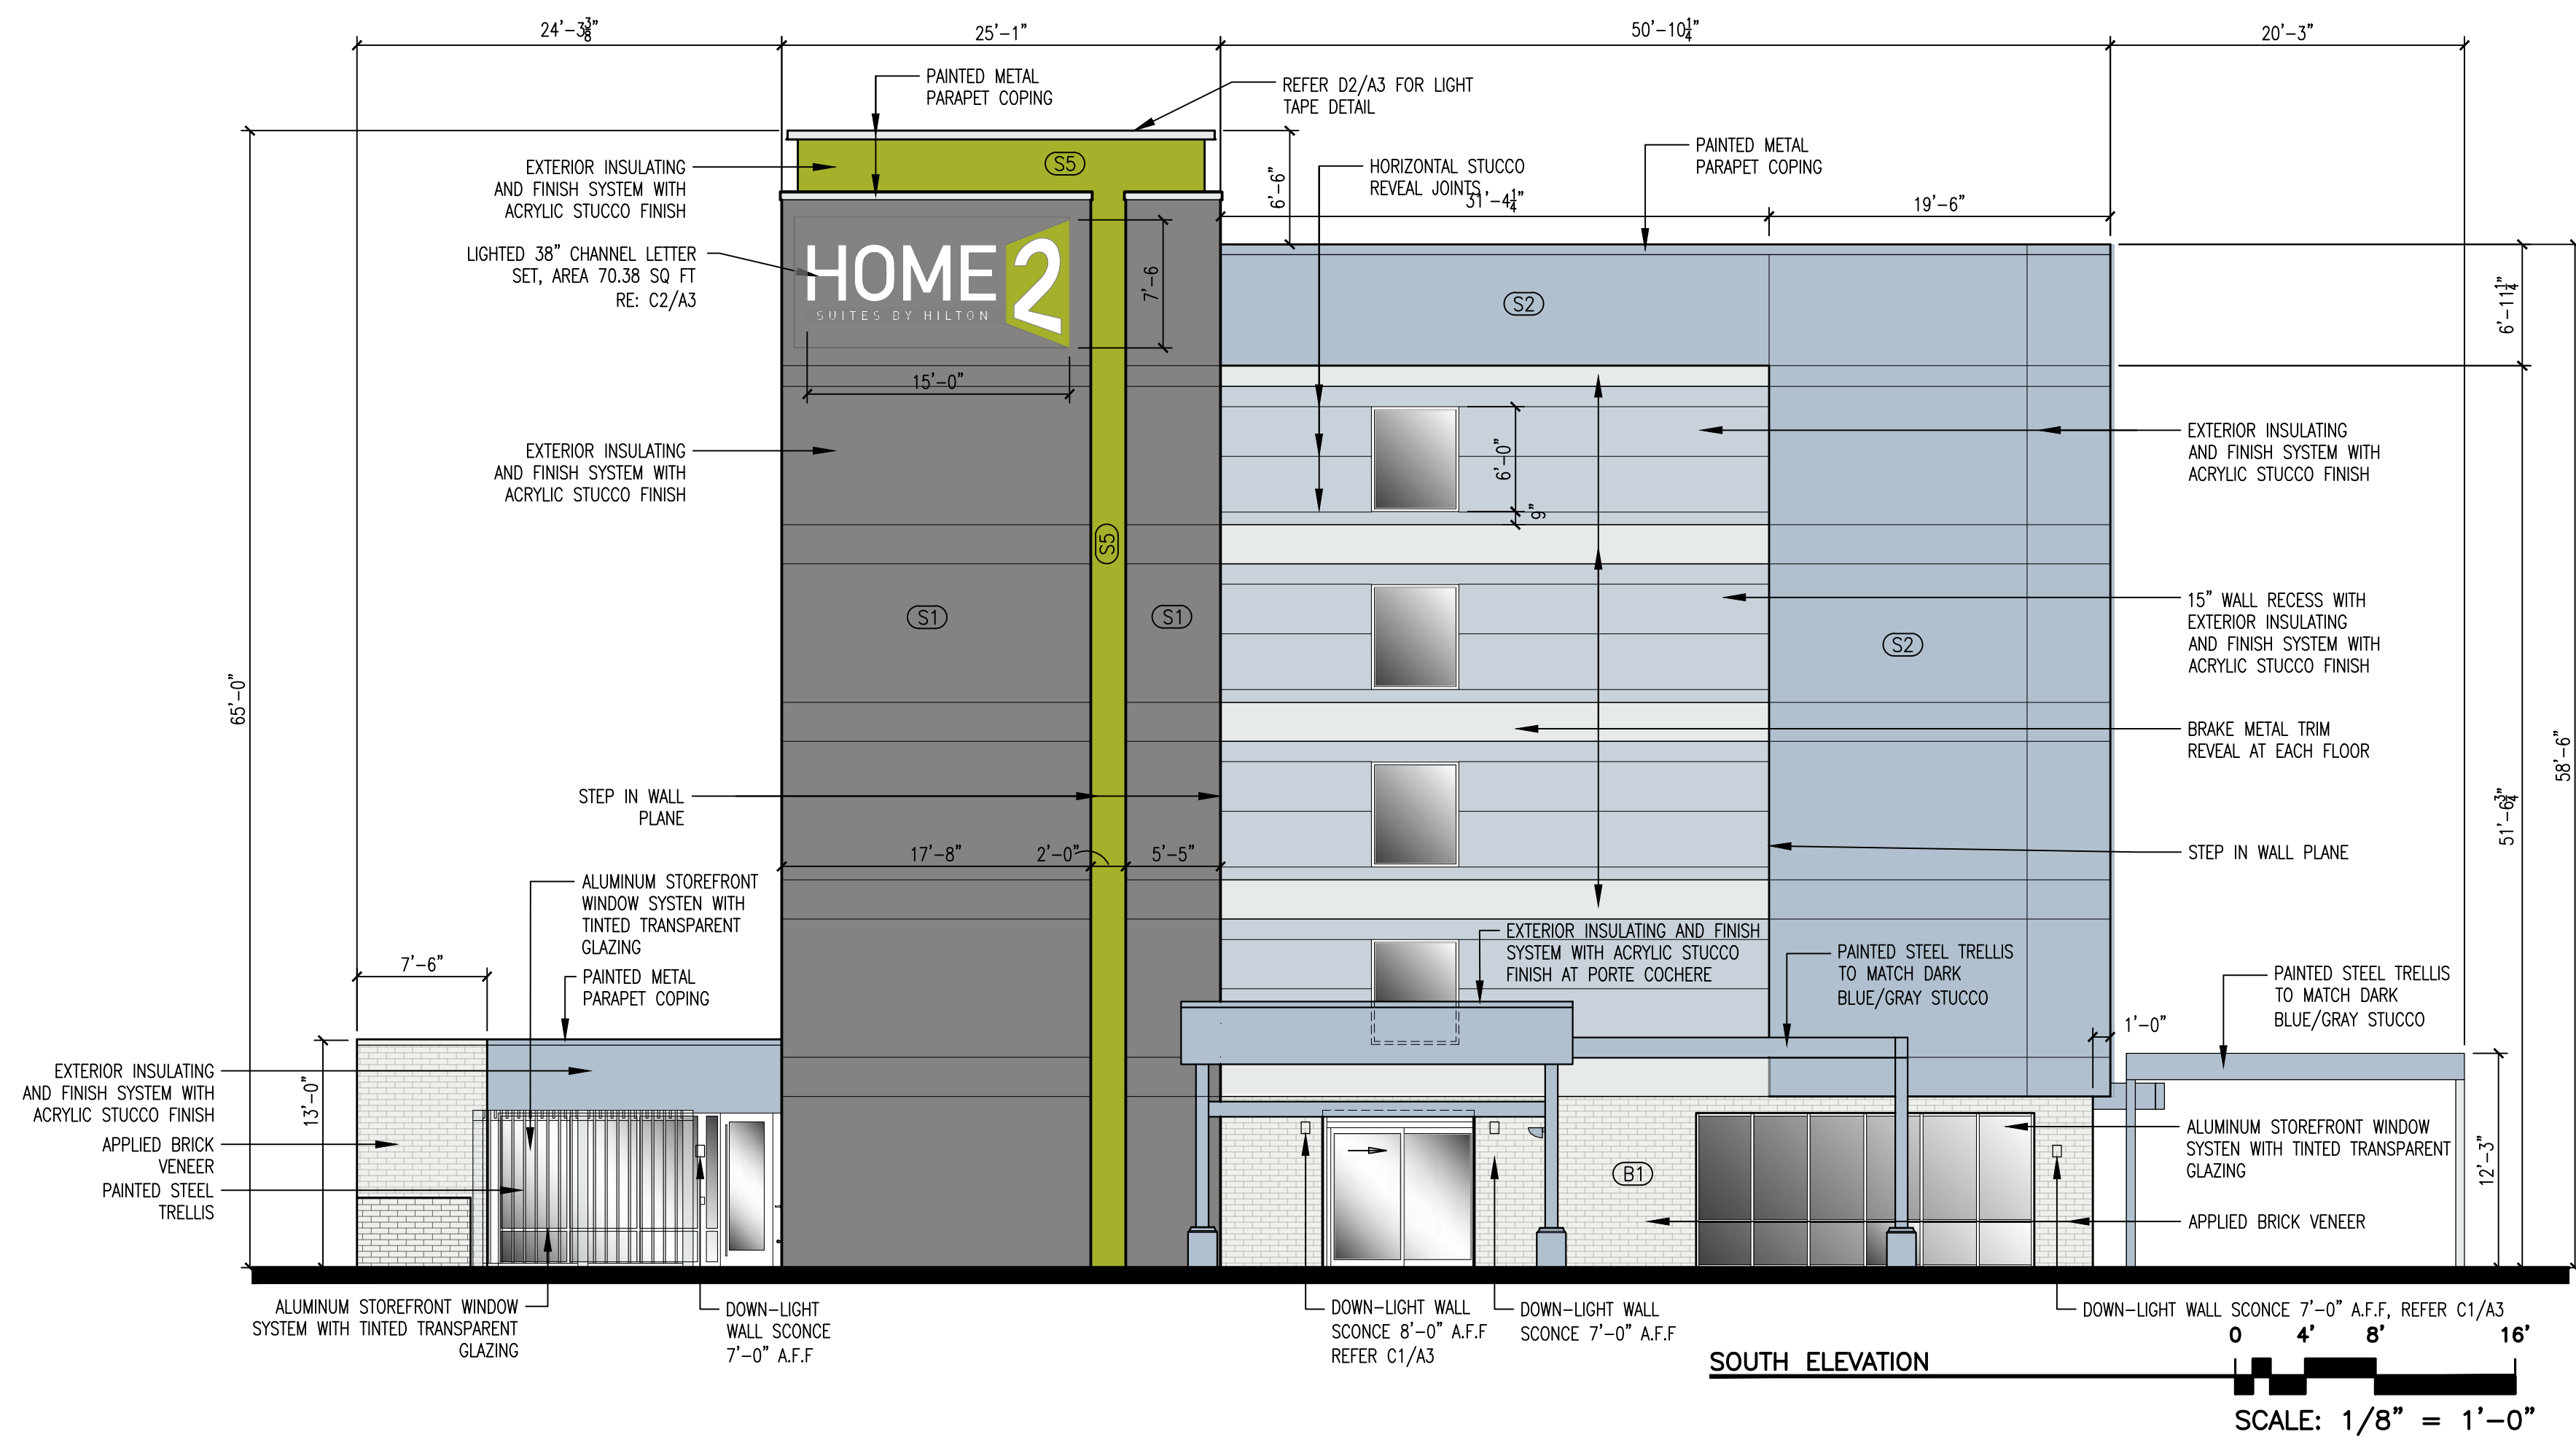 24'-3 3/8"
25'-1"
50'-10 1/4"
20'-3"
PAINTED METAL
PARAPET COPING
REFER D2/A3 FOR LIGHT
TAPE DETAIL
EXTERIOR INSULATING
AND FINISH SYSTEM WITH
ACRYLIC STUCCO FINISH
S5
6'-6"
HORIZONTAL STUCCO
REVEAL JOINTS
PAINTED METAL
PARAPET COPING
31'-4 1/4"
19'-6"
LIGHTED 38" CHANNEL LETTER
SET, AREA 70.38 SQ FT
RE: C2/A3
HOME2
SUITES BY HILTON
7'-6
15'-0"
S2
6'-11 1/4"
EXTERIOR INSULATING
AND FINISH SYSTEM WITH
ACRYLIC STUCCO FINISH
6'-0"
9"
EXTERIOR INSULATING
AND FINISH SYSTEM WITH
ACRYLIC STUCCO FINISH
S5
S1
S1
15" WALL RECESS WITH
EXTERIOR INSULATING
AND FINISH SYSTEM WITH
ACRYLIC STUCCO FINISH
S2
65'-0"
BRAKE METAL TRIM
REVEAL AT EACH FLOOR
58'-6"
51'-6 3/4"
STEP IN WALL
PLANE
STEP IN WALL PLANE
17'-8"
2'-0"
5'-5"
ALUMINUM STOREFRONT
WINDOW SYSTEN WITH
TINTED TRANSPARENT
GLAZING
7'-6"
PAINTED METAL
PARAPET COPING
EXTERIOR INSULATING AND FINISH
SYSTEM WITH ACRYLIC STUCCO
FINISH AT PORTE COCHERE
PAINTED STEEL TRELLIS
TO MATCH DARK
BLUE/GRAY STUCCO
PAINTED STEEL TRELLIS
TO MATCH DARK
BLUE/GRAY STUCCO
1'-0"
13'-0"
EXTERIOR INSULATING
AND FINISH SYSTEM WITH
ACRYLIC STUCCO FINISH
APPLIED BRICK
VENEER
PAINTED STEEL
TRELLIS
B1
ALUMINUM STOREFRONT WINDOW
SYSTEN WITH TINTED TRANSPARENT
GLAZING
12'-3"
APPLIED BRICK VENEER
ALUMINUM STOREFRONT WINDOW
SYSTEM WITH TINTED TRANSPARENT
GLAZING
DOWN-LIGHT
WALL SCONCE
7'-0" A.F.F
DOWN-LIGHT WALL
SCONCE 8'-0" A.F.F
REFER C1/A3
DOWN-LIGHT WALL
SCONCE 7'-0" A.F.F
DOWN-LIGHT WALL SCONCE 7'-0" A.F.F, REFER C1/A3
0 4' 8' 16'
SOUTH ELEVATION
SCALE: 1/8" = 1'-0"